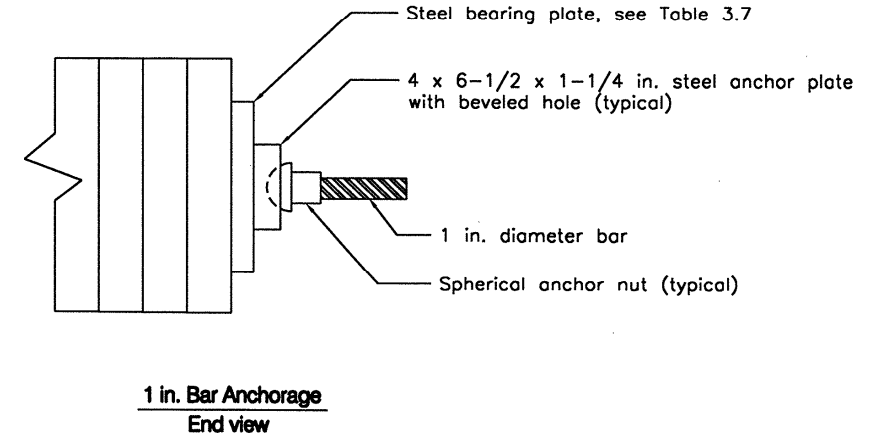 Steel bearing plate, see Table 3.7
4 x 6-1/2 x 1-1/4 in. steel anchor plate
with beveled hole (typical)
1 in. diameter bar
Spherical anchor nut (typical)
1 in. Bar Anchorage
End view